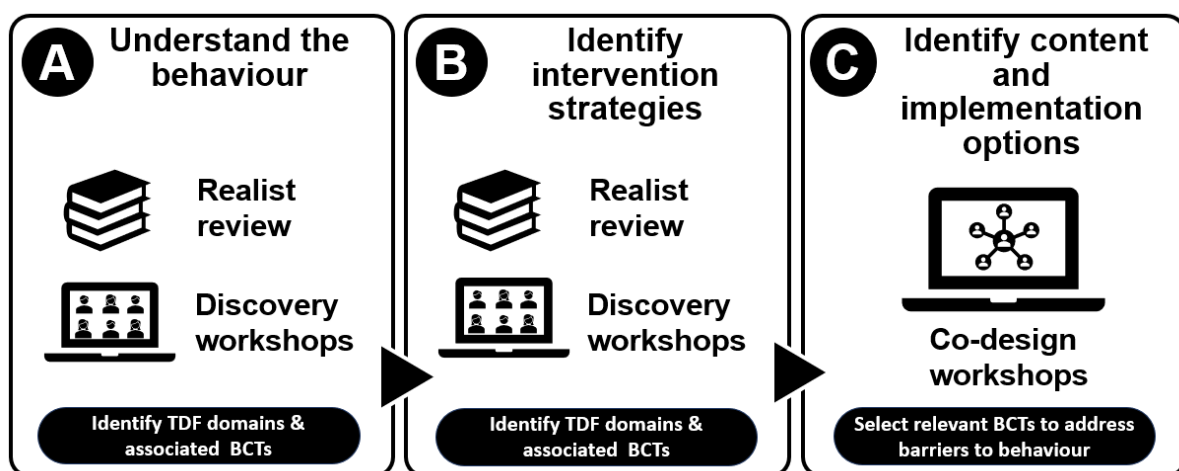 A
Understand the
behaviour
Realist
review
Discovery
workshops
Identify TDF domains &
associated BCTs
B
Identify
intervention
strategies
Realist
review
Discovery
workshops
Identify TDF domains &
associated BCTs
C
Identify content
and
implementation
options
Co-design
workshops
Select relevant BCTs to address
barriers to behaviour